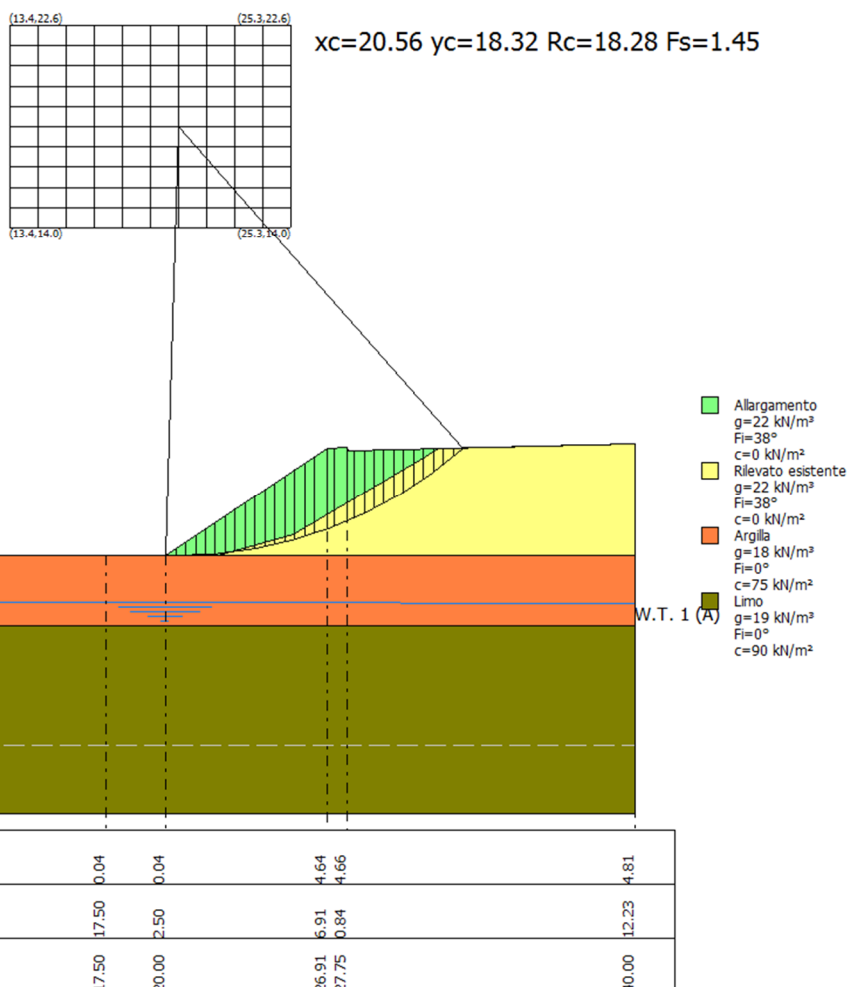 (13.4,22.6) (25.3,22.6)
xc=20.56 yc=18.32 Rc=18.28 Fs=1.45
(13.4,14.0) (25.3,14.0)
Allargamento
g=22 kN/m³
Fi=38°
c=0 kN/m²
Rilevato esistente
g=22 kN/m³
Fi=38°
c=0 kN/m²
Argilla
g=18 kN/m³
Fi=0°
c=75 kN/m²
W.T. 1 (A)
Limo
g=19 kN/m³
Fi=0°
c=90 kN/m²
0.04 0.04 4.64 4.66 4.81
17.50 2.50 6.91 0.84 12.23
17.50 20.00 26.91 27.75